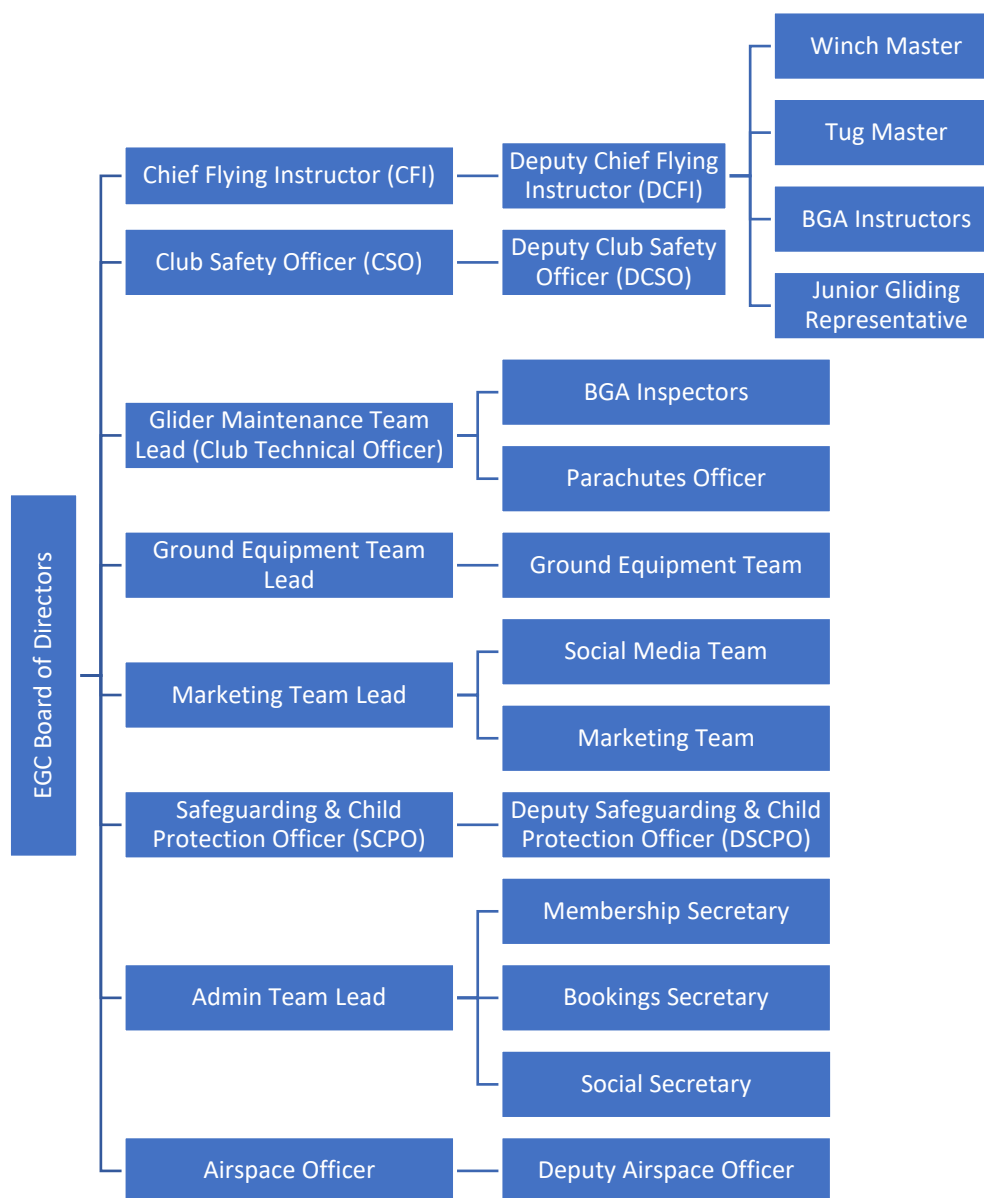 Winch Master
Tug Master
Chief Flying Instructor (CFI)
Deputy Chief Flying
Instructor (DCFI)
BGA Instructors
Club Safety Officer (CSO)
Deputy Club Safety
Officer (DCSO)
Junior Gliding
Representative
Glider Maintenance Team
Lead (Club Technical Officer)
BGA Inspectors
Parachutes Officer
EGC Board of Directors
Ground Equipment Team
Lead
Ground Equipment Team
Marketing Team Lead
Social Media Team
Marketing Team
Safeguarding & Child
Protection Officer (SCPO)
Deputy Safeguarding & Child
Protection Officer (DSCPO)
Admin Team Lead
Membership Secretary
Bookings Secretary
Social Secretary
Airspace Officer
Deputy Airspace Officer